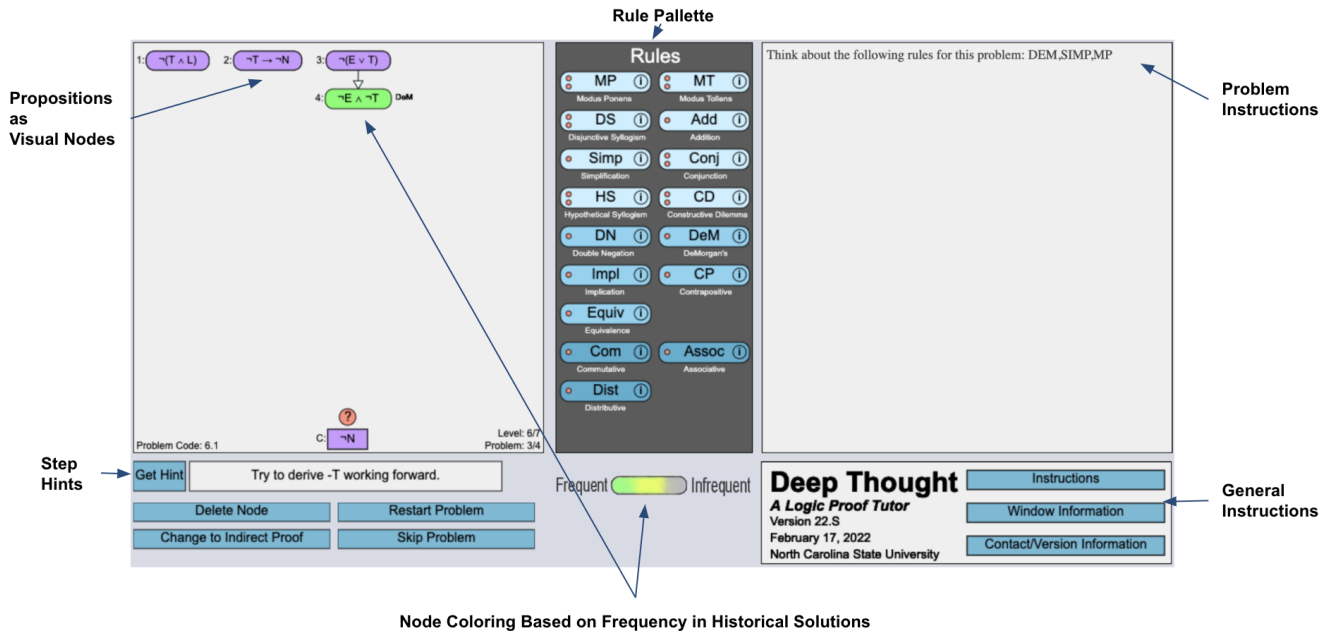 Rule Pallette
1: ¬(T ∧ L) 2: ¬T → ¬N 3: ¬(E ∨ T)
4: ¬E ∧ ¬T DeM
Propositions
as
Visual Nodes
?
C: ¬N
Problem Code: 6.1
Level: 6/7
Problem: 3/4
Rules
MP i MT i
Modus Ponens Modus Tollens
DS i Add i
Disjunctive Syllogism Addition
Simp i Conj i
Simplification Conjunction
HS i CD i
Hypothetical Syllogism Constructive Dilemma
DN i DeM i
Double Negation DeMorgan's
Impl i CP i
Implication Contrapositive
Equiv i
Equivalence
Com i Assoc i
Commutative Associative
Dist i
Distributive
Think about the following rules for this problem: DEM,SIMP,MP
Problem
Instructions
Step
Hints
Get Hint Try to derive -T working forward.
Delete Node Restart Problem
Change to Indirect Proof Skip Problem
Frequent Infrequent
Deep Thought
A Logic Proof Tutor
Version 22.S
February 17, 2022
North Carolina State University
Instructions
Window Information
Contact/Version Information
General
Instructions
Node Coloring Based on Frequency in Historical Solutions